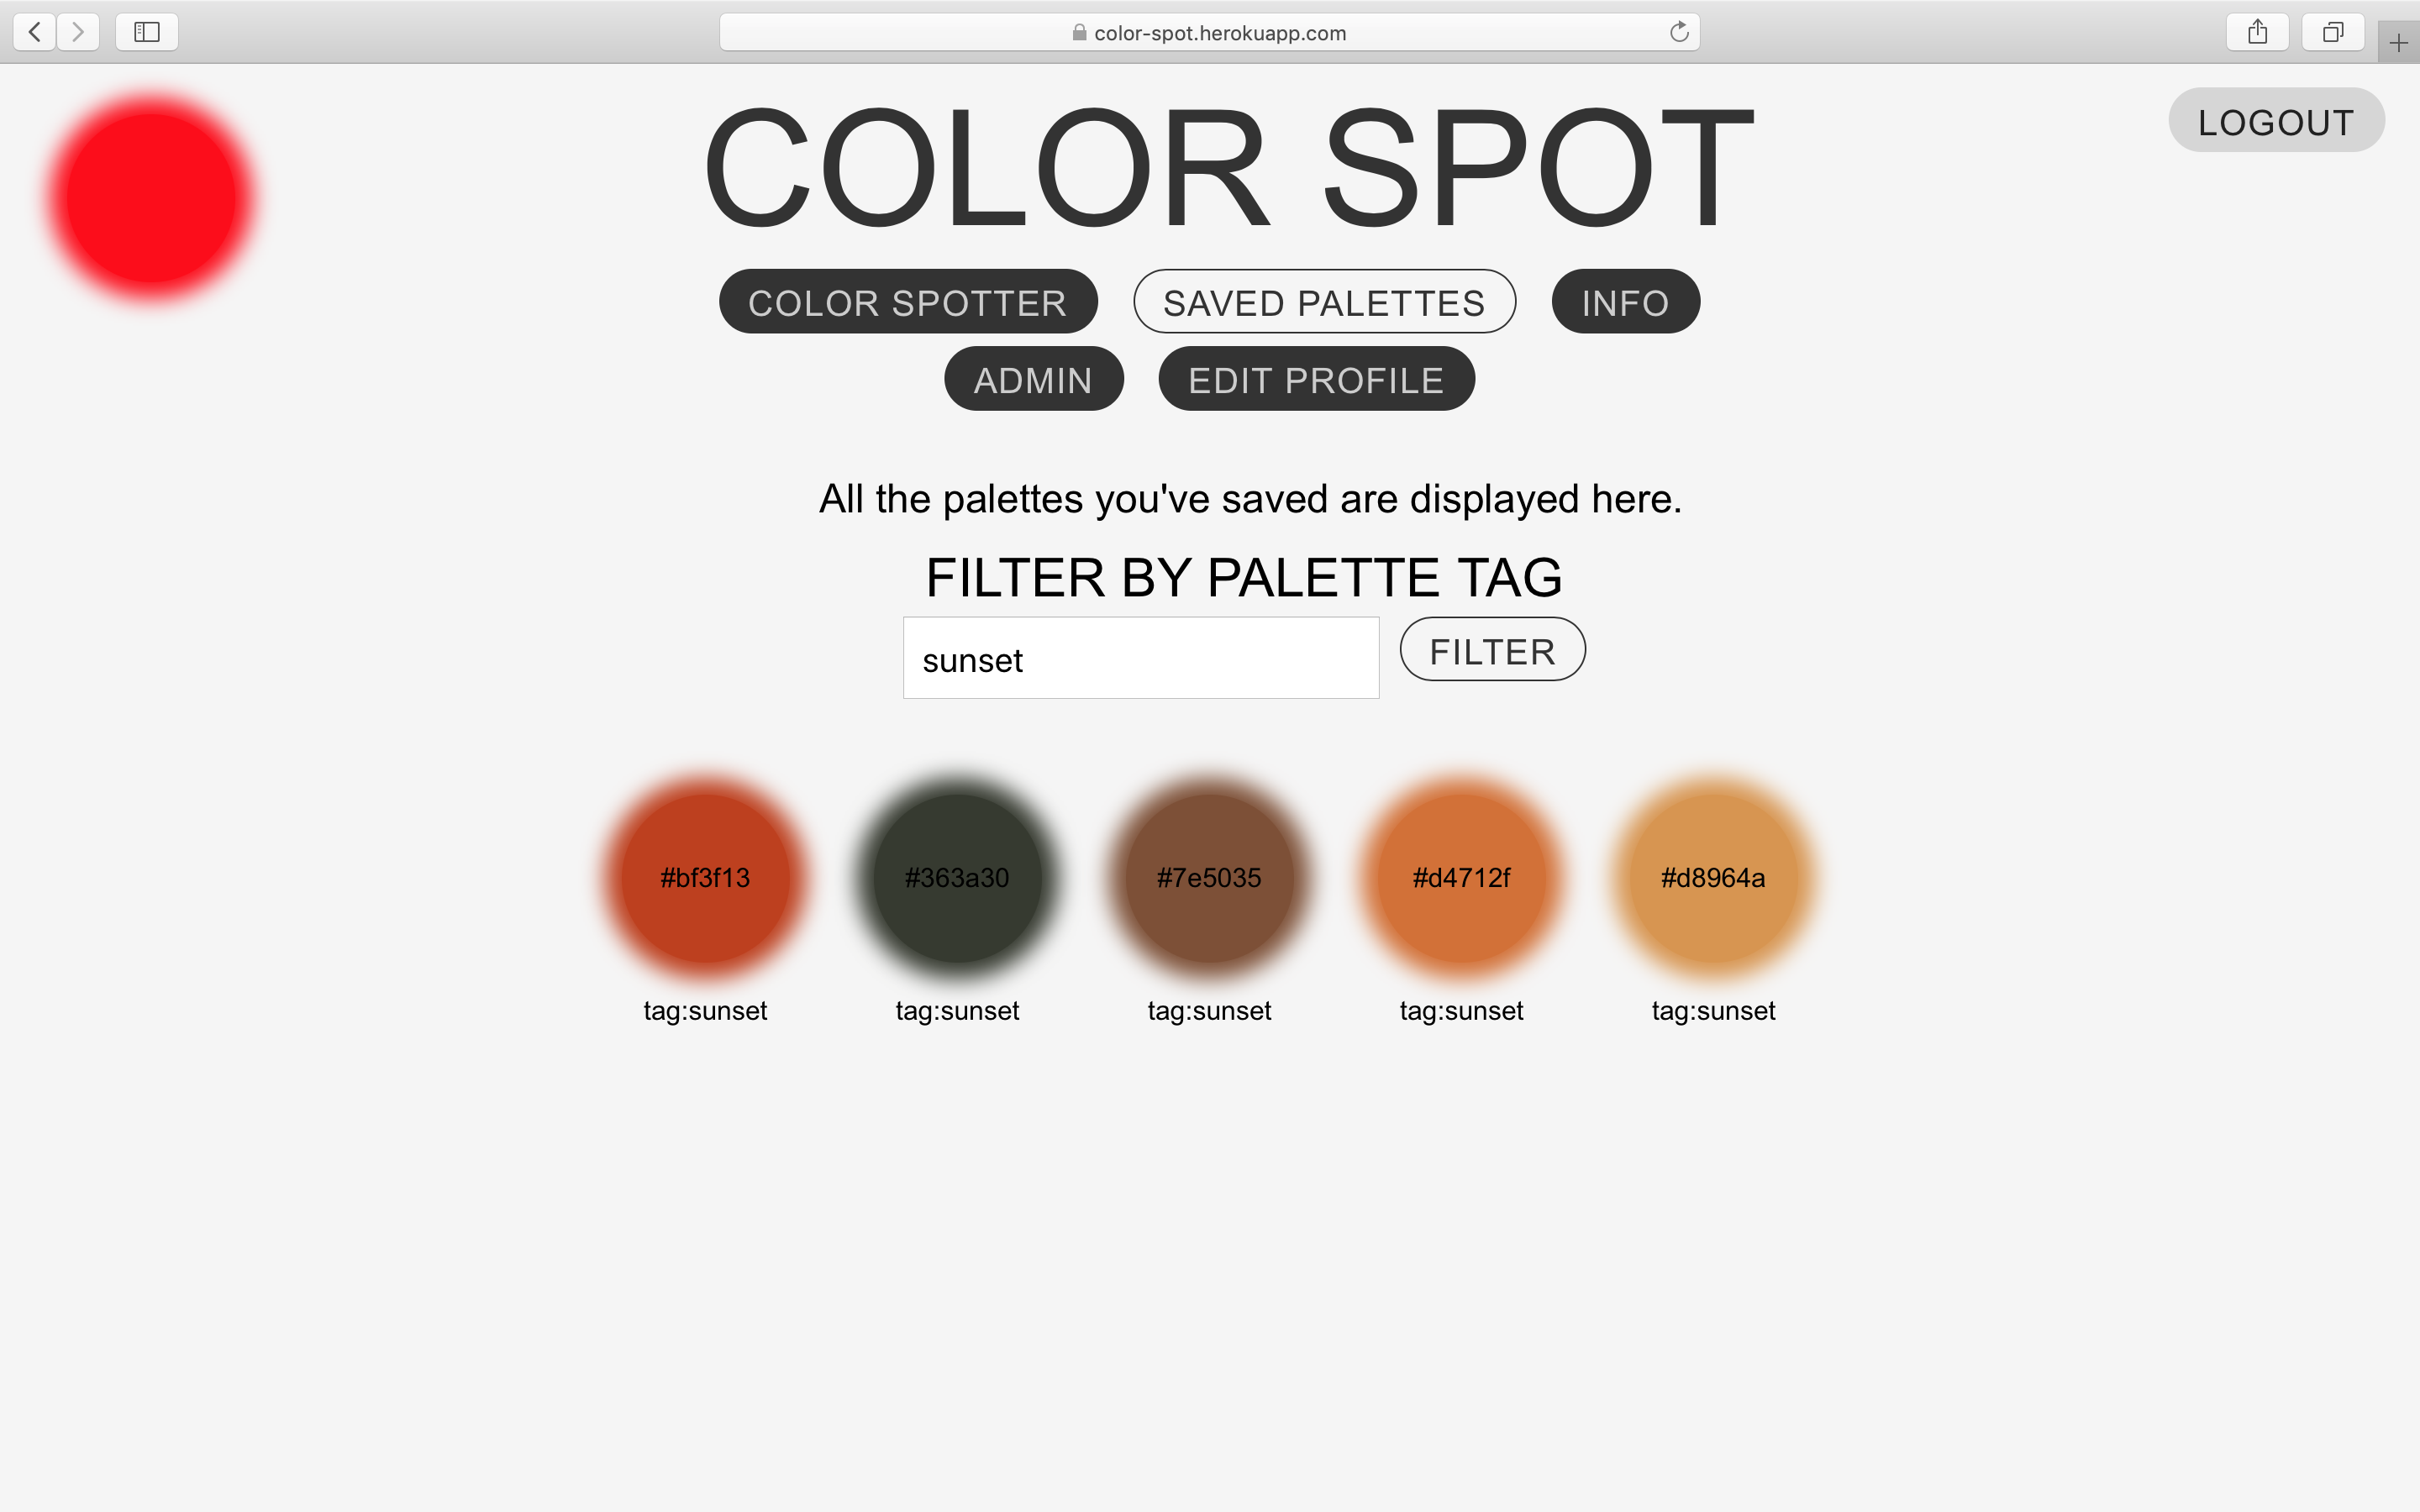 color-spot.herokuapp.com
COLOR SPOT
LOGOUT
COLOR SPOTTER SAVED PALETTES INFO
ADMIN EDIT PROFILE
All the palettes you've saved are displayed here.
FILTER BY PALETTE TAG
sunset FILTER
#bf3f13 #363a30 #7e5035 #d4712f #d8964a
tag:sunset tag:sunset tag:sunset tag:sunset tag:sunset